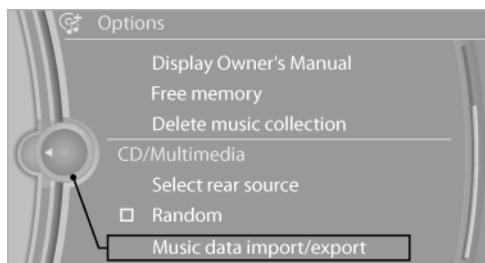 Options
Display Owner's Manual
Free memory
Delete music collection
CD/Multimedia
Select rear source
Random
Music data import/export